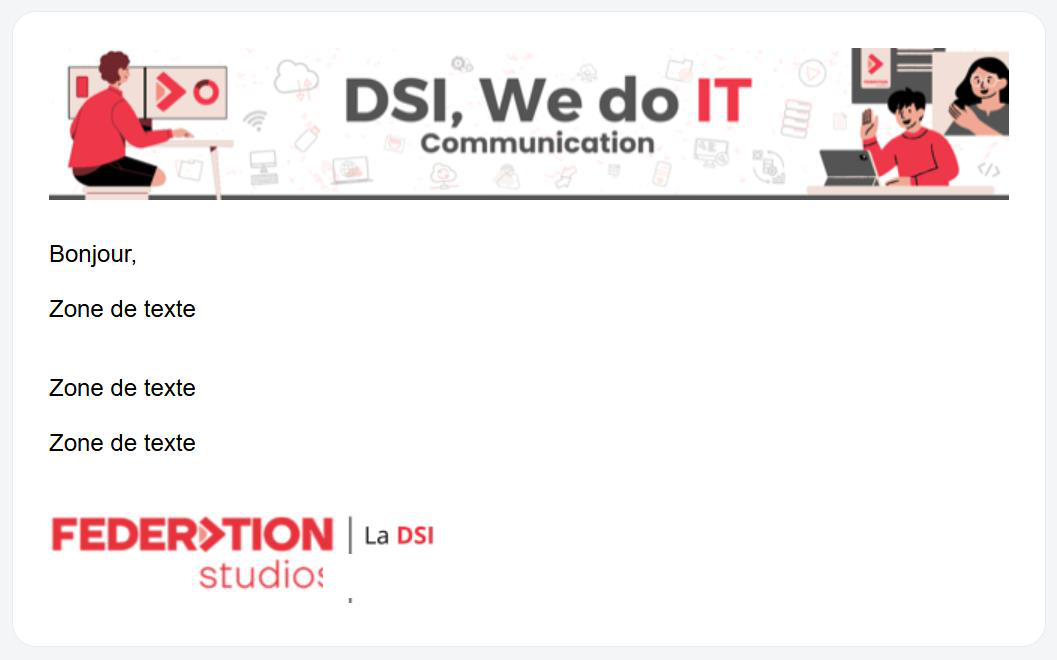 DSI, We do IT
Communication
Bonjour,
Zone de texte
Zone de texte
Zone de texte
FEDERATION
studios
La DSI